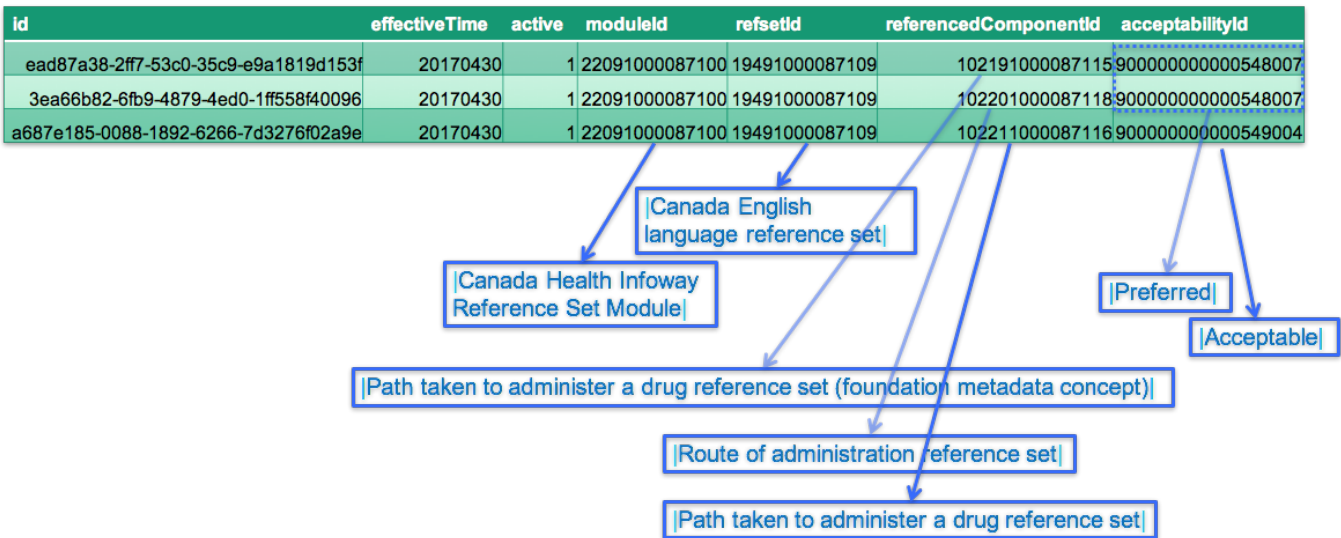 id effectiveTime active moduleId refsetId referencedComponentId acceptabilityId
ead87a38-2ff7-53c0-35c9-e9a1819d153f 20170430 1 22091000087100 19491000087109 102191000087115 900000000000548007
3ea66b82-6fb9-4879-4ed0-1ff558f40096 20170430 1 22091000087100 19491000087109 102201000087118 900000000000548007
a687e185-0088-1892-6266-7d3276f02a9e 20170430 1 22091000087100 19491000087109 102211000087116 900000000000549004
|Canada English
language reference set|
|Canada Health Infoway
Reference Set Module|
|Preferred|
|Acceptable|
|Path taken to administer a drug reference set (foundation metadata concept)|
|Route of administration reference set|
|Path taken to administer a drug reference set|